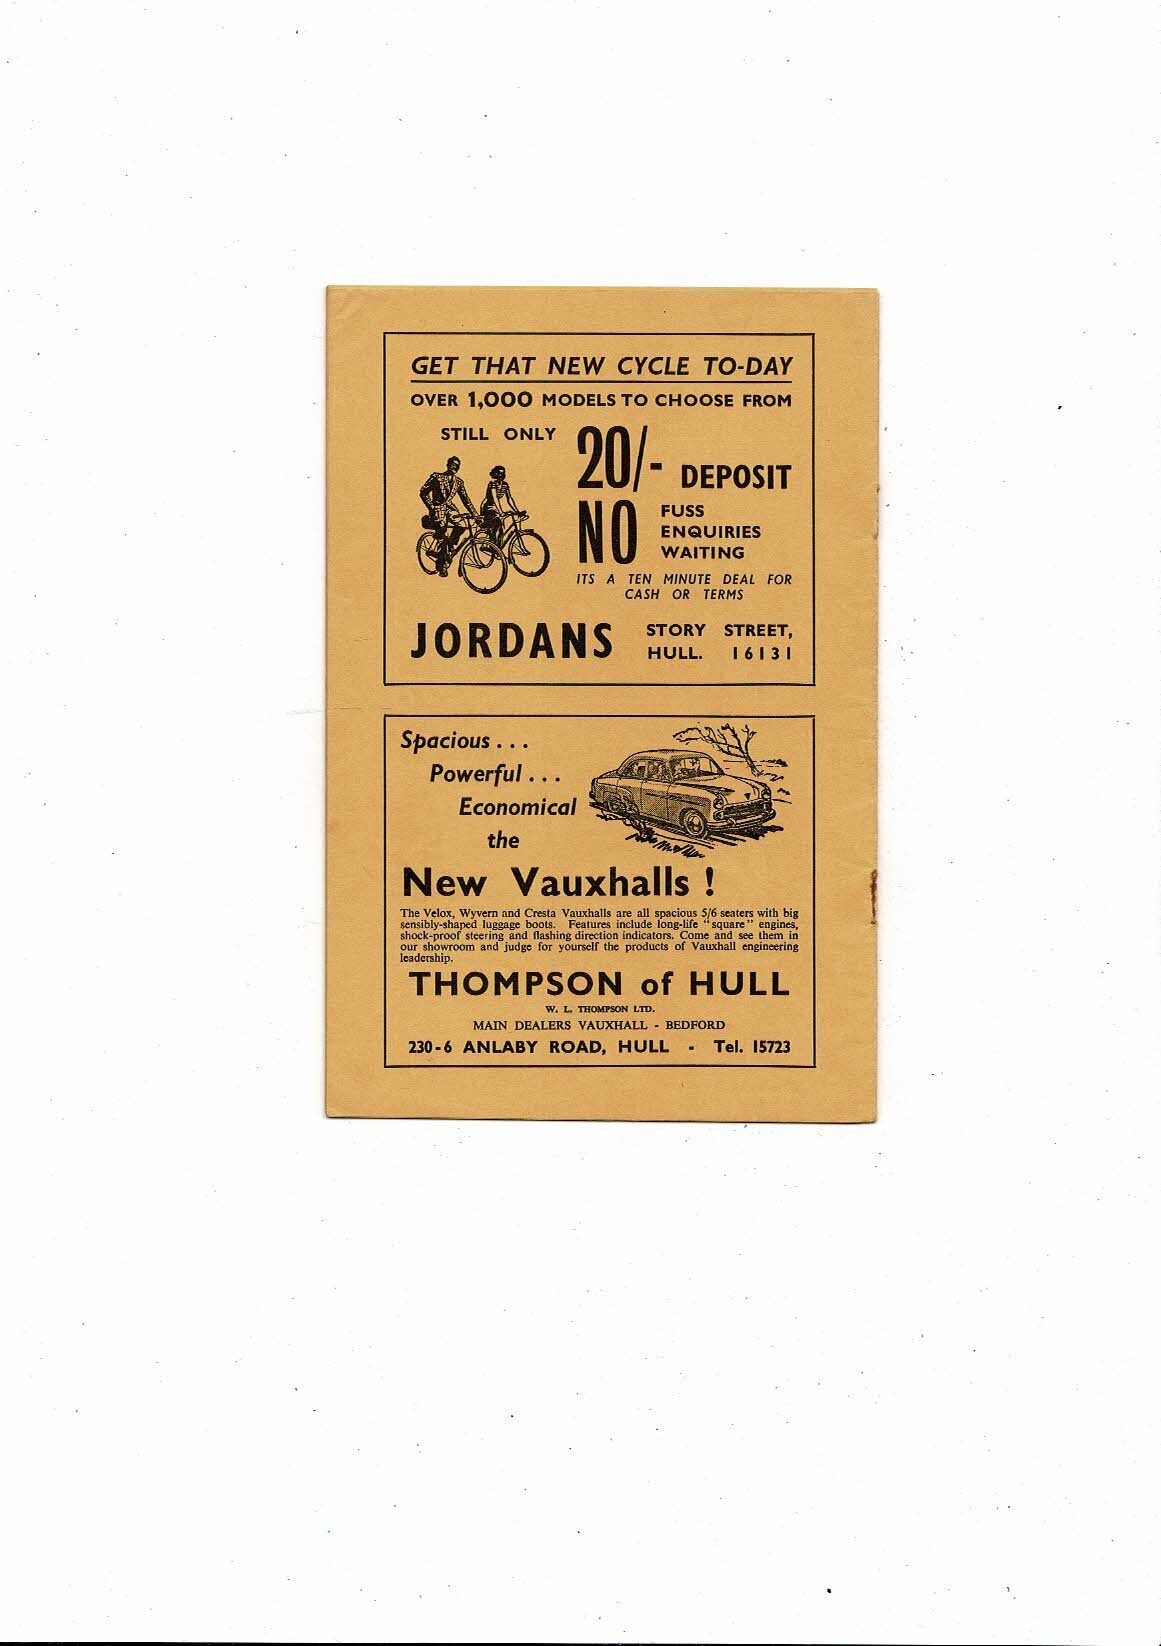 GET THAT NEW CYCLE TO-DAY
OVER 1,000 MODELS TO CHOOSE FROM
STILL ONLY 20/- DEPOSIT
NO FUSS
ENQUIRIES
WAITING
ITS A TEN MINUTE DEAL FOR
CASH OR TERMS
JORDANS STORY STREET,
HULL. 16131
Spacious . . .
Powerful . . .
Economical
the
New Vauxhalls !
The Velox, Wyvern and Cresta Vauxhalls are all spacious 5/6 seaters with big
sensibly-shaped luggage boots. Features include long-life "square" engines,
shock-proof steering and flashing direction indicators. Come and see them in
our showroom and judge for yourself the products of Vauxhall engineering
leadership.
THOMPSON of HULL
W. L. THOMPSON LTD.
MAIN DEALERS VAUXHALL - BEDFORD
230-6 ANLABY ROAD, HULL - Tel. 15723